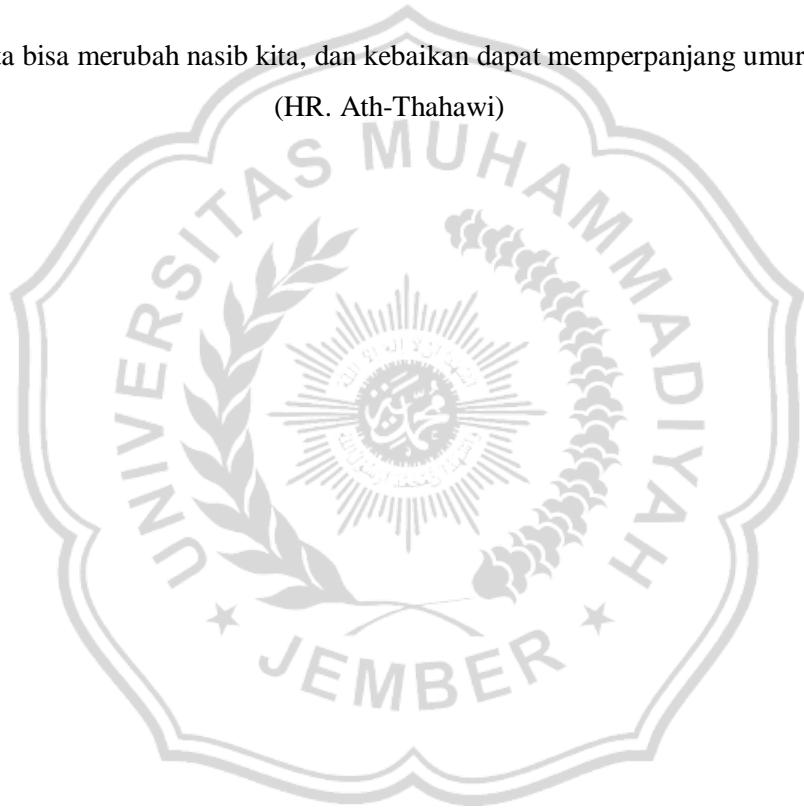 ta bisa merubah nasib kita, dan kebaikan dapat memperpanjang umur
(HR. Ath-Thahawi)
UNIVERSITAS MUHAMMADIYAH
JEMBER